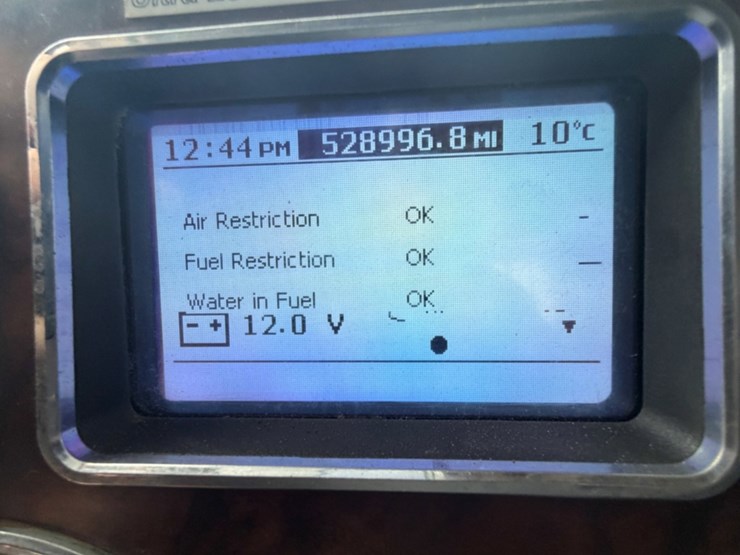 12:44 PM 528996.8 MI 10°C
Air Restriction OK -
Fuel Restriction OK —
Water in Fuel OK
- + 12.0 V